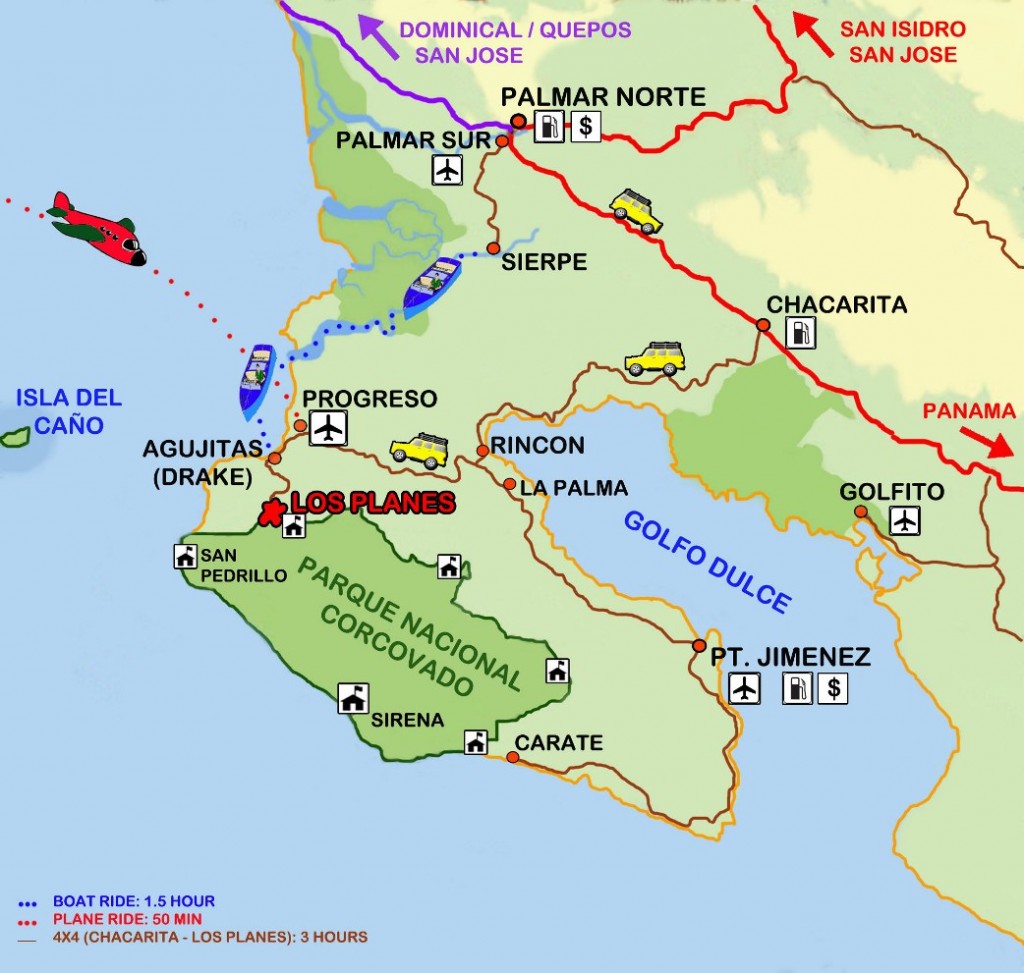 DOMINICAL / QUEPOS
SAN JOSE
SAN ISIDRO
SAN JOSE
PALMAR NORTE
$
PALMAR SUR
SIERPE
CHACARITA
ISLA DEL
CAÑO
PROGRESO
PANAMA
AGUJITAS
(DRAKE)
RINCON
LA PALMA
GOLFITO
LOS PLANES
GOLFO DULCE
SAN
PEDRILLO
PARQUE NACIONAL
CORCOVADO
PT. JIMENEZ
$
SIRENA
CARATE
BOAT RIDE: 1.5 HOUR
PLANE RIDE: 50 MIN
4X4 (CHACARITA - LOS PLANES): 3 HOURS